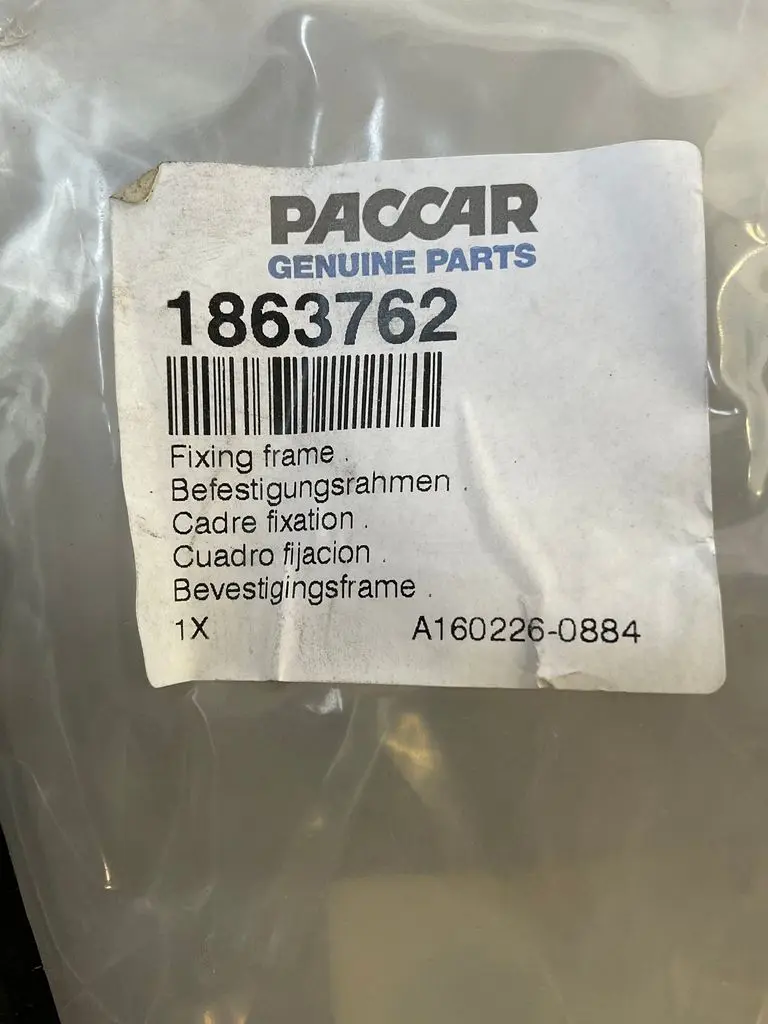 PACCAR
GENUINE PARTS
1863762
Fixing frame .
Befestigungsrahmen .
Cadre fixation .
Cuadro fijacion .
Bevestigingsframe .
1X A160226-0884